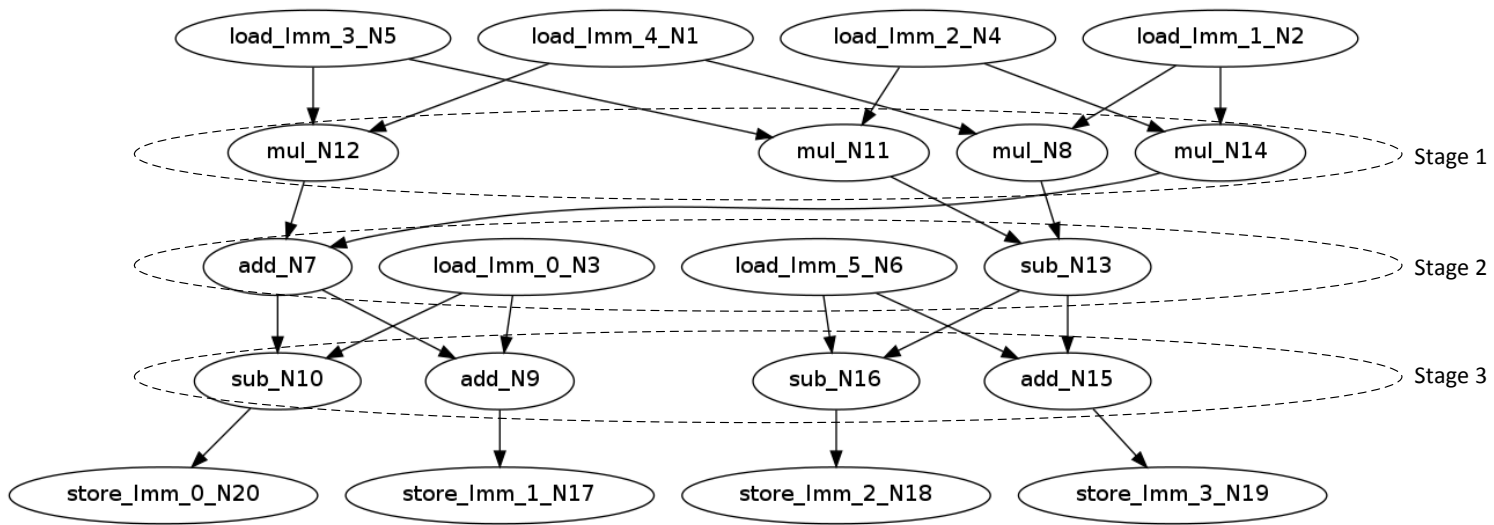 load_Imm_3_N5
load_Imm_4_N1
load_Imm_2_N4
load_Imm_1_N2
mul_N12
mul_N11
mul_N8
mul_N14
Stage 1
add_N7
load_Imm_0_N3
load_Imm_5_N6
sub_N13
Stage 2
sub_N10
add_N9
sub_N16
add_N15
Stage 3
store_Imm_0_N20
store_Imm_1_N17
store_Imm_2_N18
store_Imm_3_N19